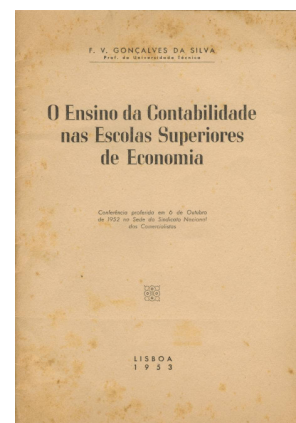 F. V. GONÇALVES DA SILVA
Prof. da Universidade Técnica
O Ensino da Contabilidade
nas Escolas Superiores
de Economia
Conferência proferida em 6 de Outubro
de 1952 na Sede do Sindicato Nacional
dos Comercialistas
LISBOA
1953